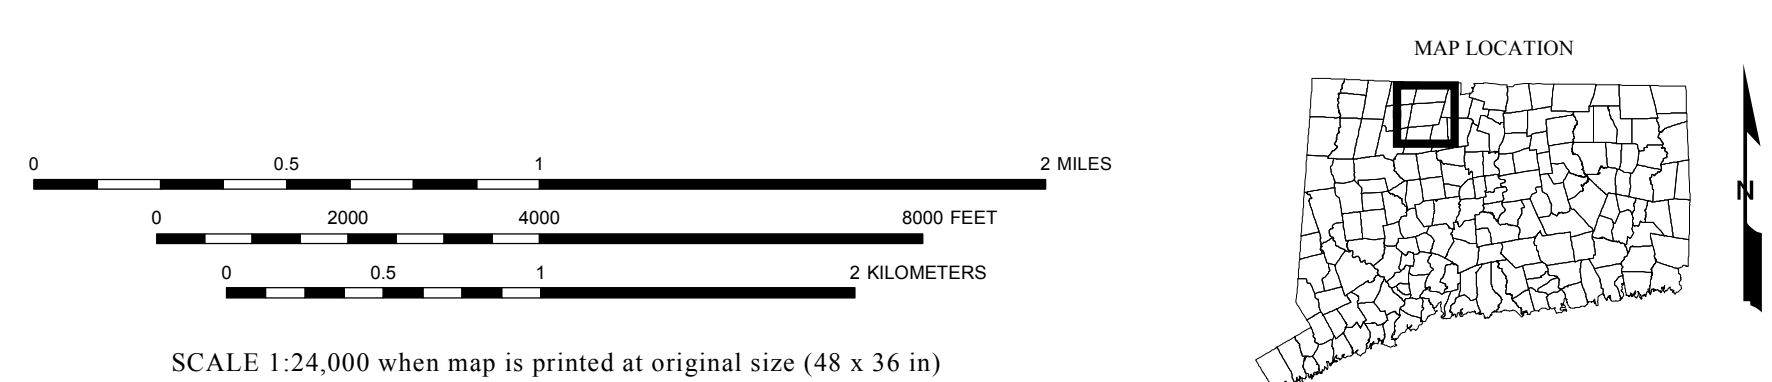 MAP LOCATION
0 0.5 1 2 MILES
0 2000 4000 8000 FEET
0 0.5 1 2 KILOMETERS
N
SCALE 1:24,000 when map is printed at original size (48 x 36 in)